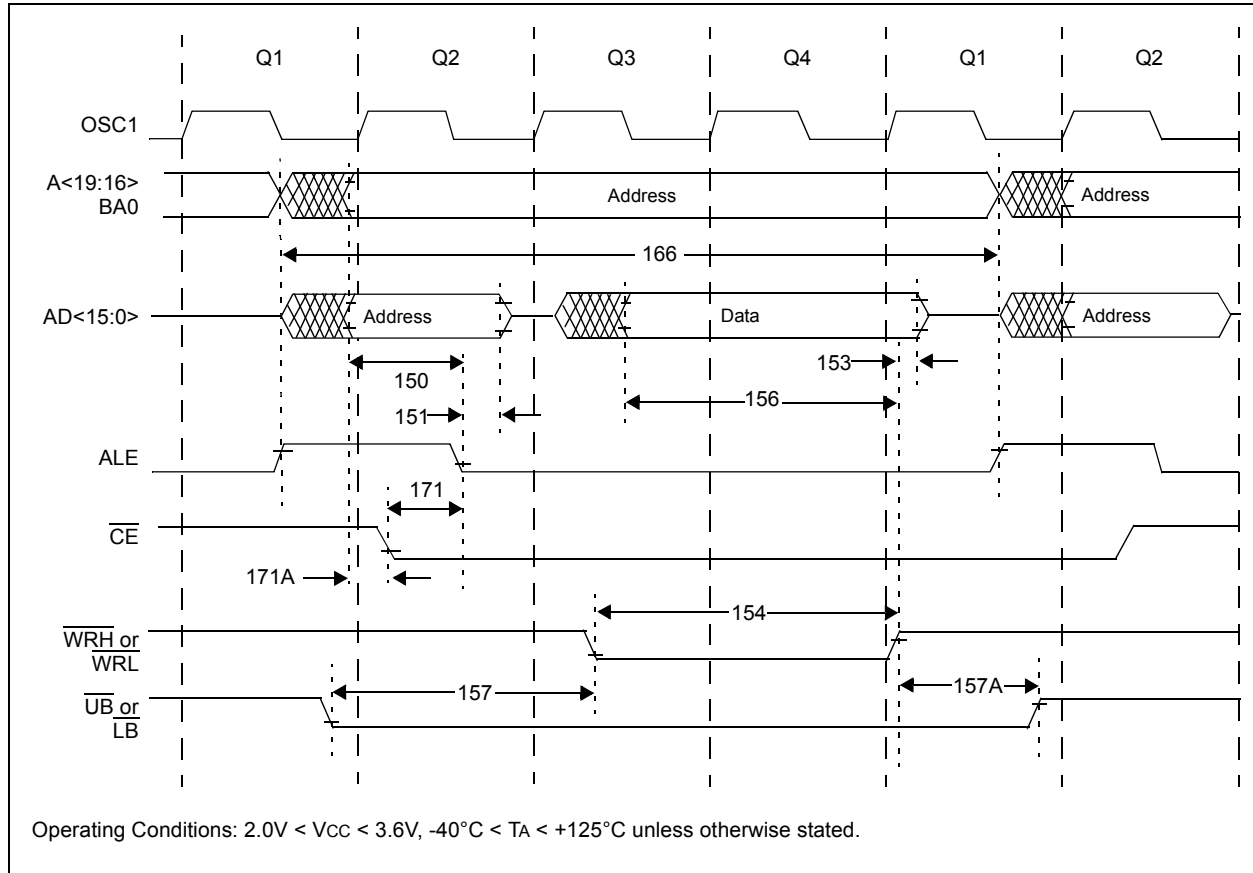 Q1 Q2 Q3 Q4 Q1 Q2
OSC1
A<19:16>
BA0
Address
Address
166
AD<15:0>
Address
Data
Address
150
153
151
156
ALE
171
CE
171A
154
WRH or
WRL
157
157A
UB or
LB
Operating Conditions: 2.0V < VCC < 3.6V, -40°C < TA < +125°C unless otherwise stated.